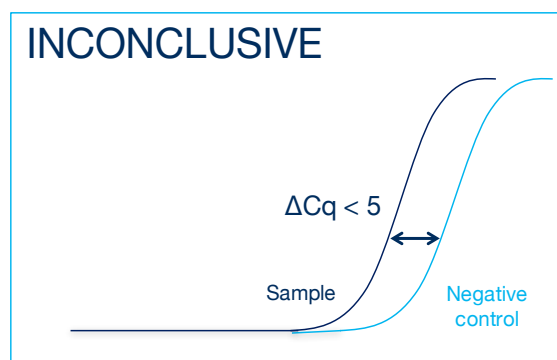 INCONCLUSIVE
ΔCq < 5
Sample
Negative
control